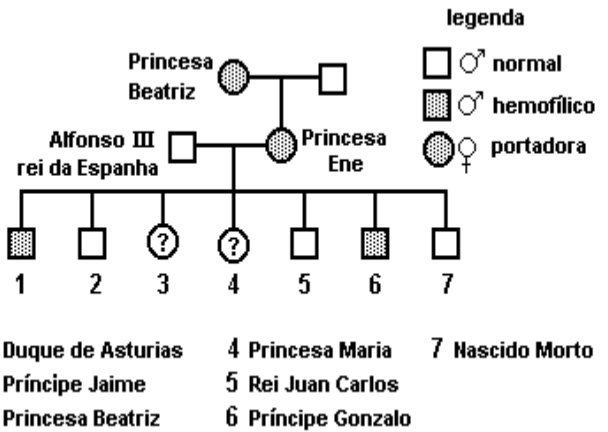 legenda
♂ normal
♂ hemofílico
♀ portadora
Princesa
Beatriz
Alfonso III
rei da Espanha
Princesa
Ene
? ?
1 2 3 4 5 6 7
Duque de Asturias 4 Princesa Maria 7 Nascido Morto
Príncipe Jaime 5 Rei Juan Carlos
Princesa Beatriz 6 Príncipe Gonzalo